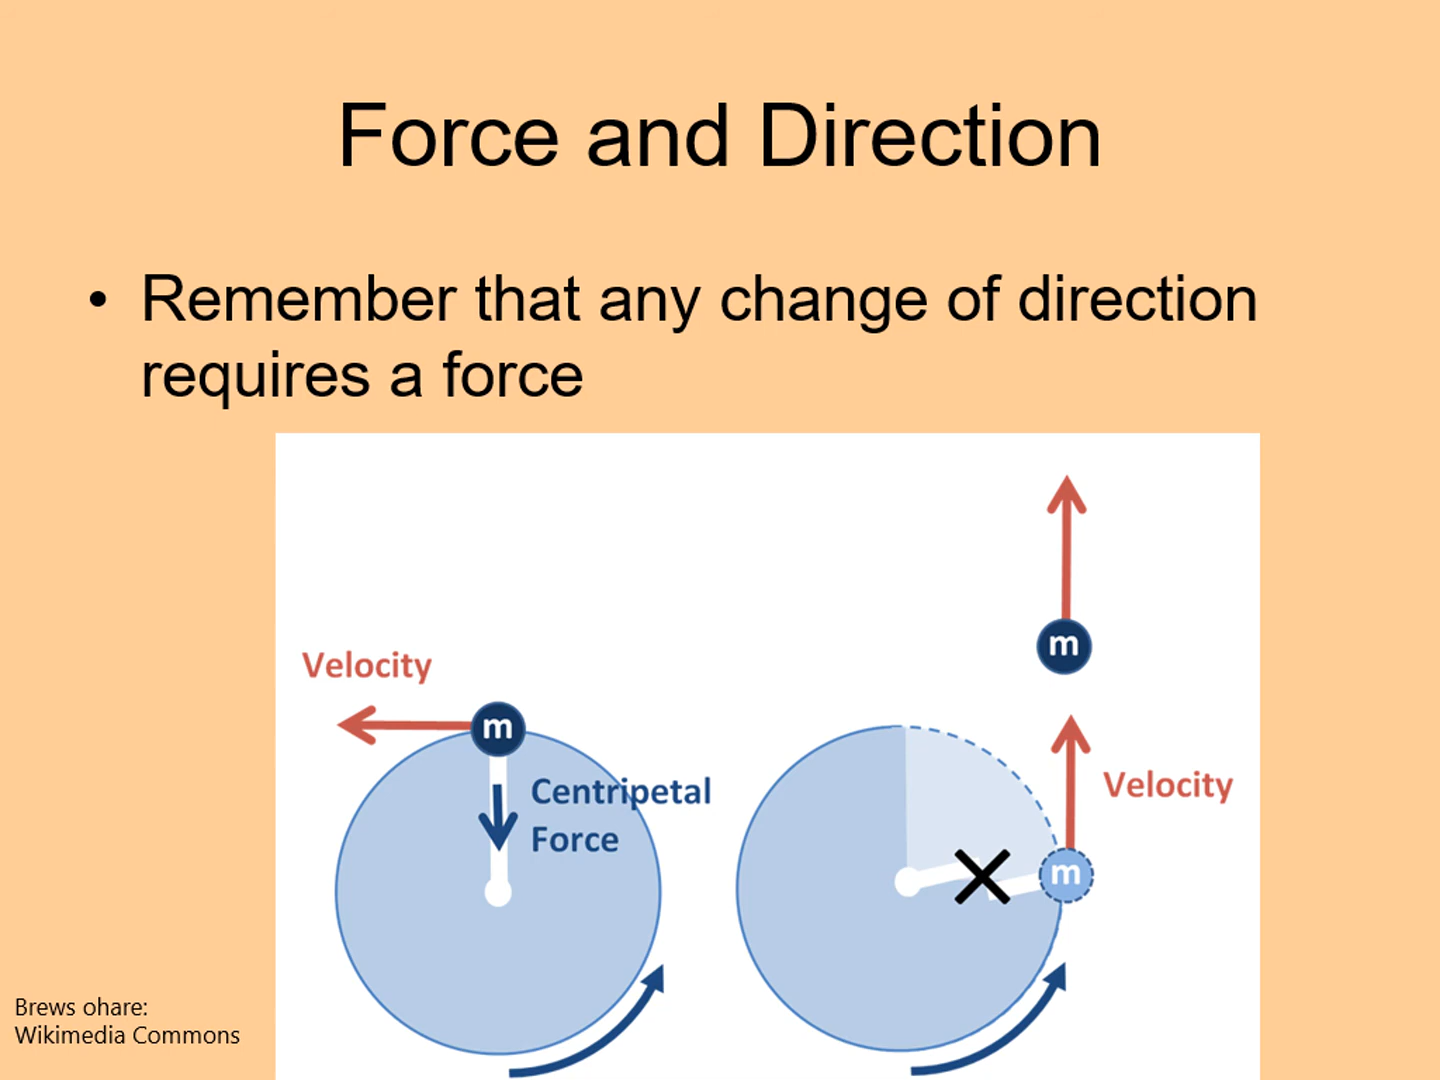 Force and Direction
• Remember that any change of direction
requires a force
m
Velocity
m
Centripetal
Force
Velocity
m
Brews ohare:
Wikimedia Commons